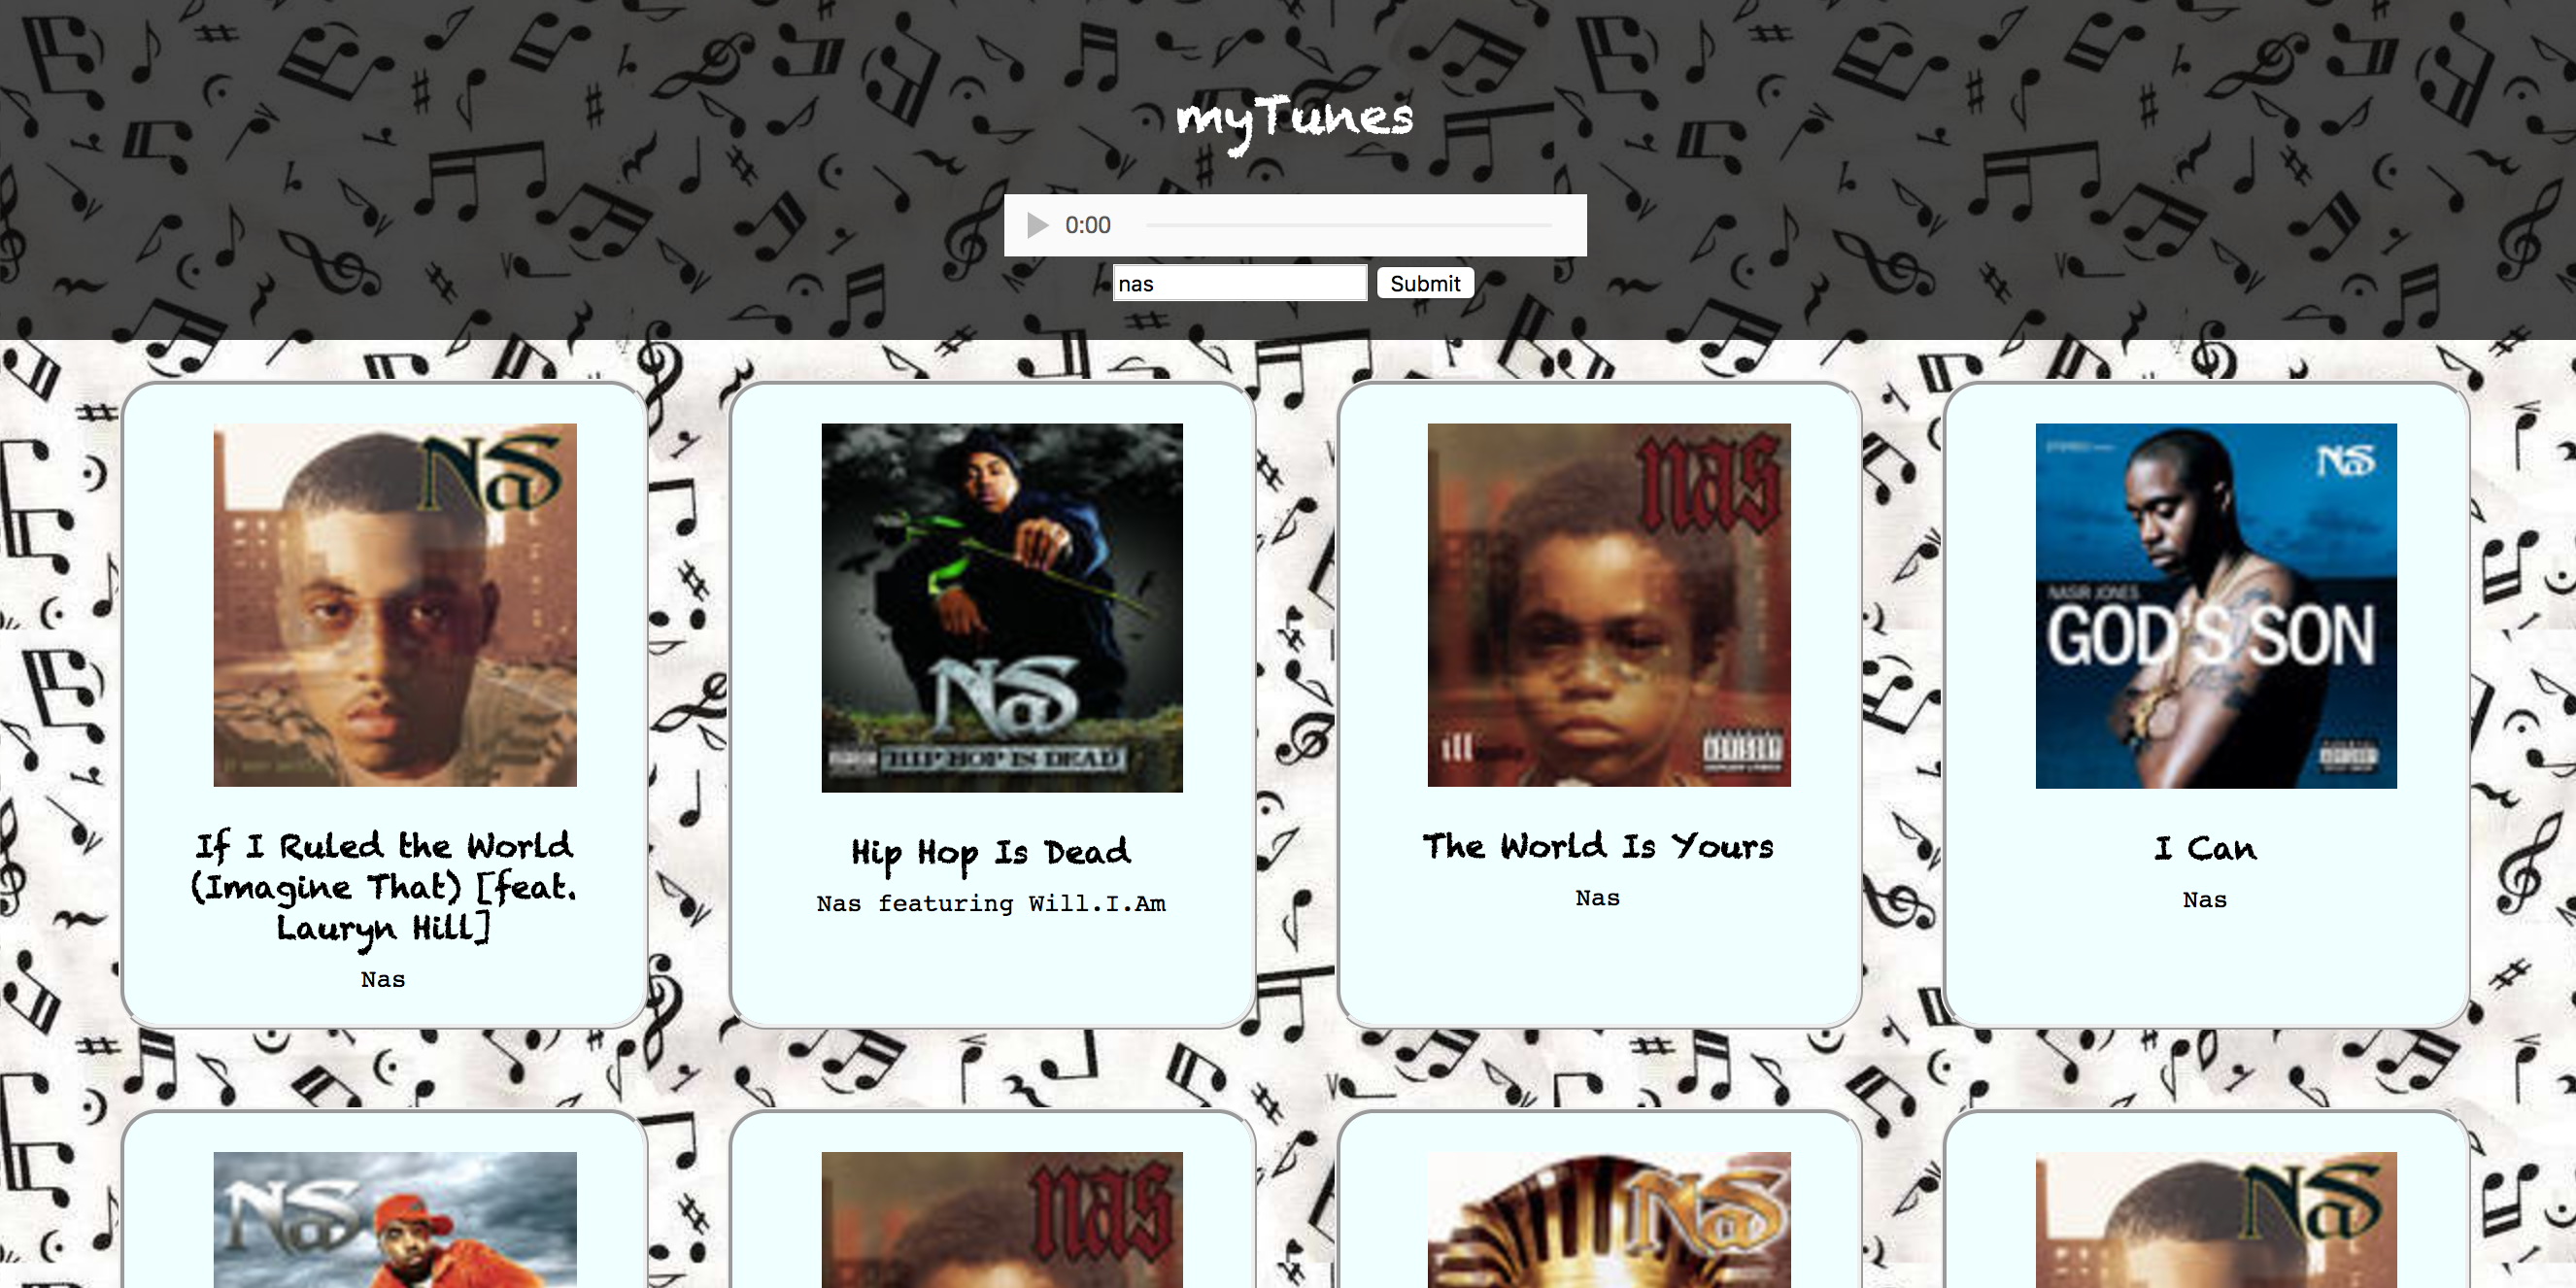 myTunes
0:00
nas
Submit
Nas
Nas
HIP HOP IS DEAD
nas
ill
Nas
NASIR JONES
GOD'S SON
If I Ruled the World
(Imagine That) [feat.
Lauryn Hill]
Nas
Hip Hop Is Dead
Nas featuring Will.I.Am
The World Is Yours
Nas
I Can
Nas
Nas
nas
Nas
Nas